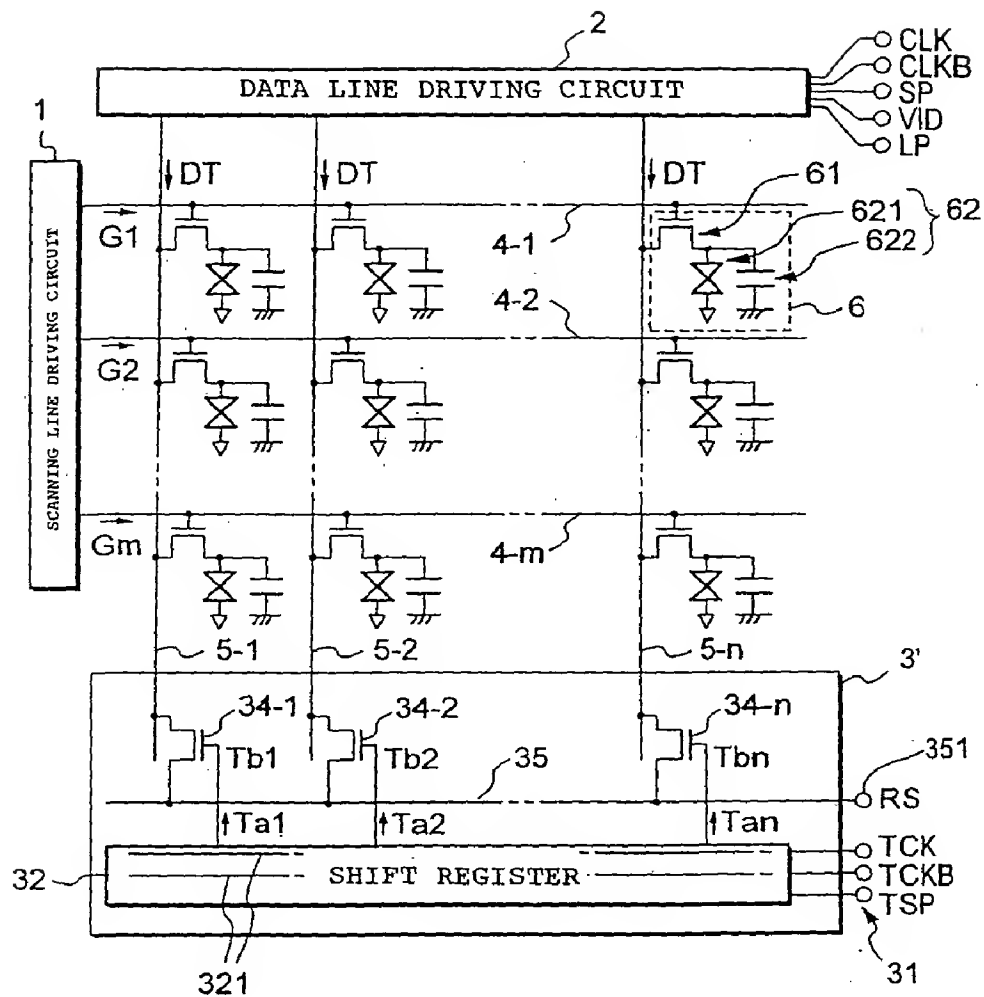 2
CLK
CLKB
SP
VID
LP
DATA LINE DRIVING CIRCUIT
1
SCANNING LINE DRIVING CIRCUIT
DT
DT
DT
61
621
62
622
G1
4-1
6
4-2
G2
Gm
4-m
5-1
5-2
5-n
3'
34-1
34-2
34-n
Tb1
Tb2
35
Tbn
351
RS
Ta1
Ta2
Tan
TCK
32
SHIFT REGISTER
TCKB
TSP
321
31